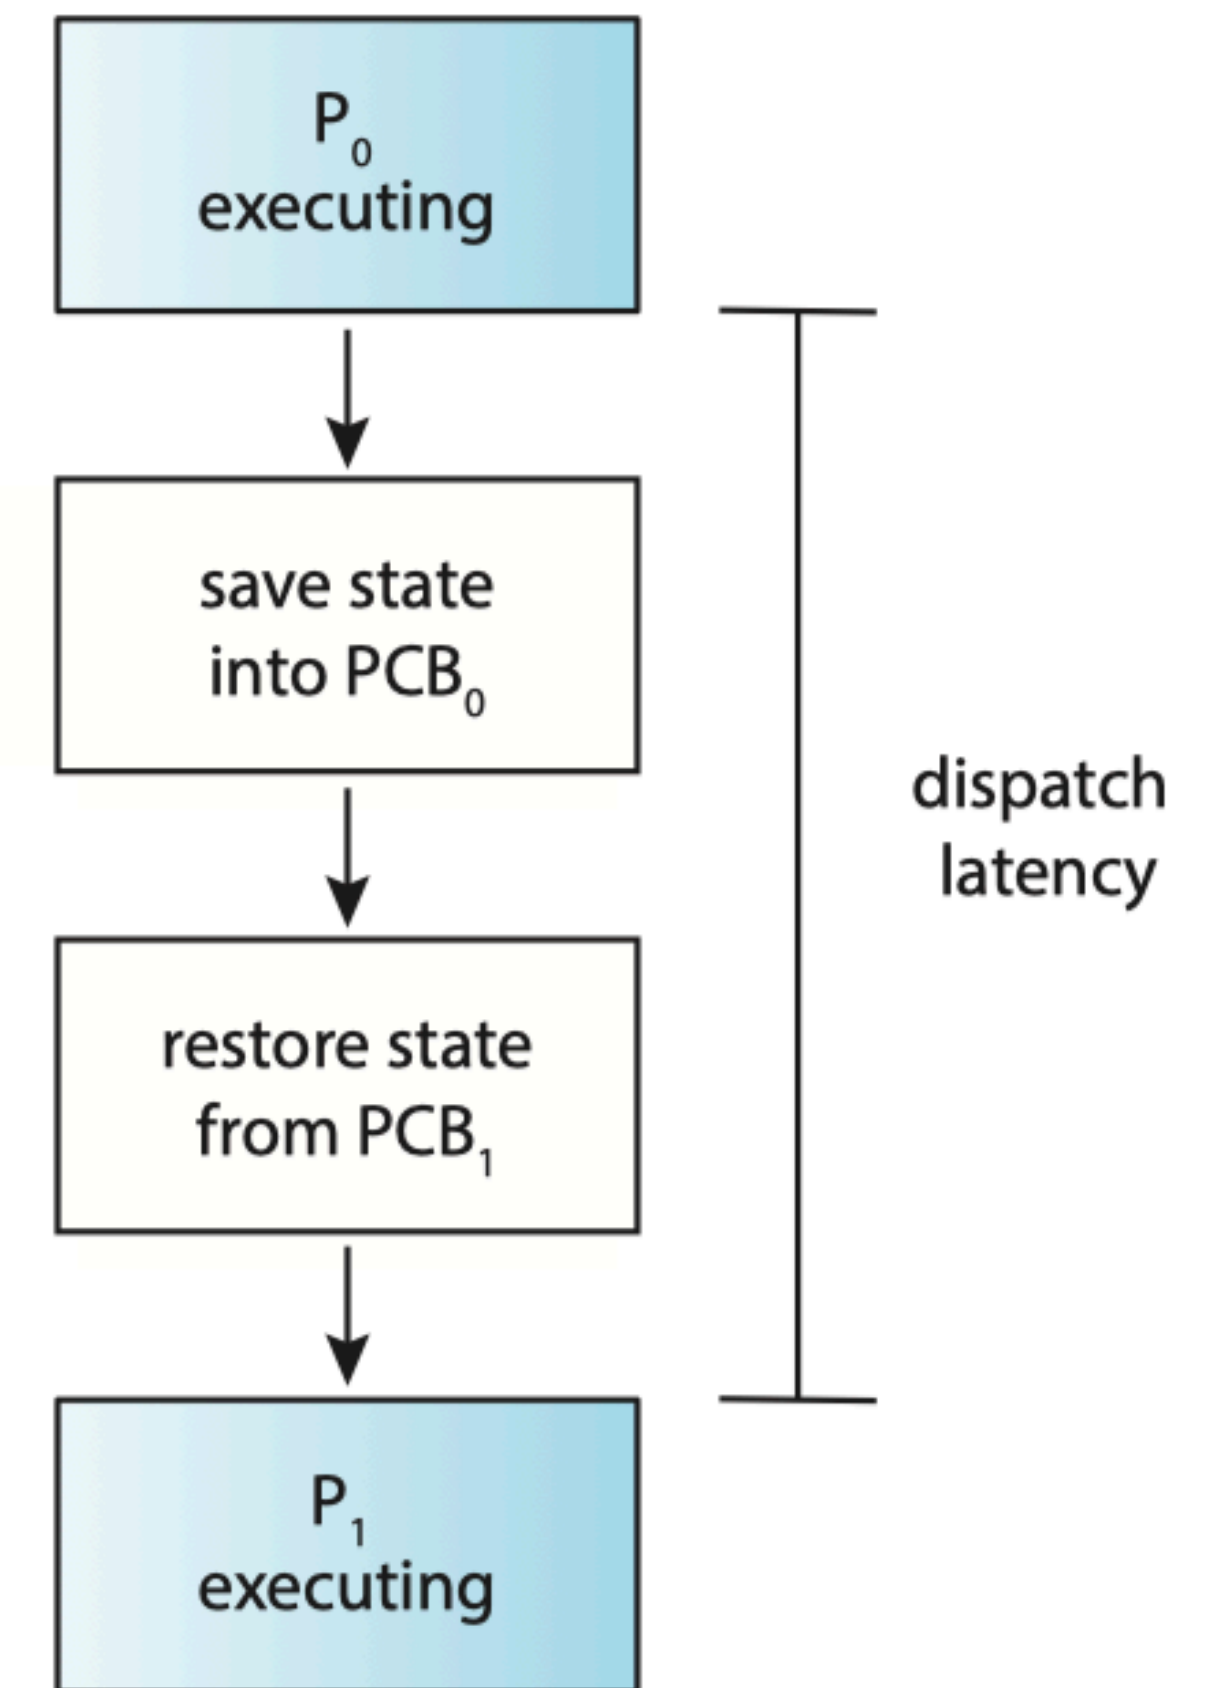 P₀
executing
save state
into PCB₀
dispatch
latency
restore state
from PCB₁
P₁
executing